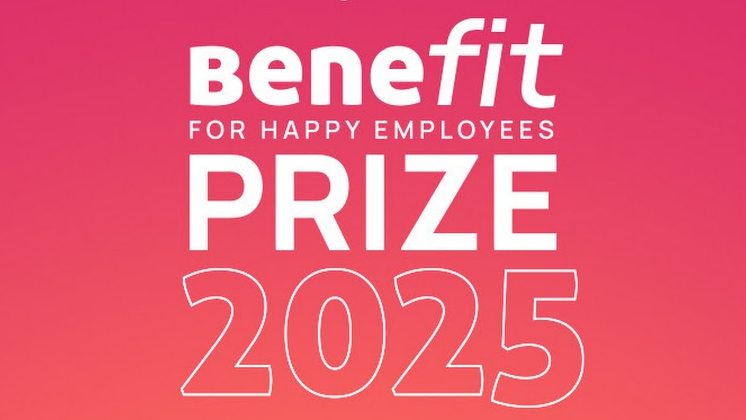 Benefit
FOR HAPPY EMPLOYEES
PRIZE
2025